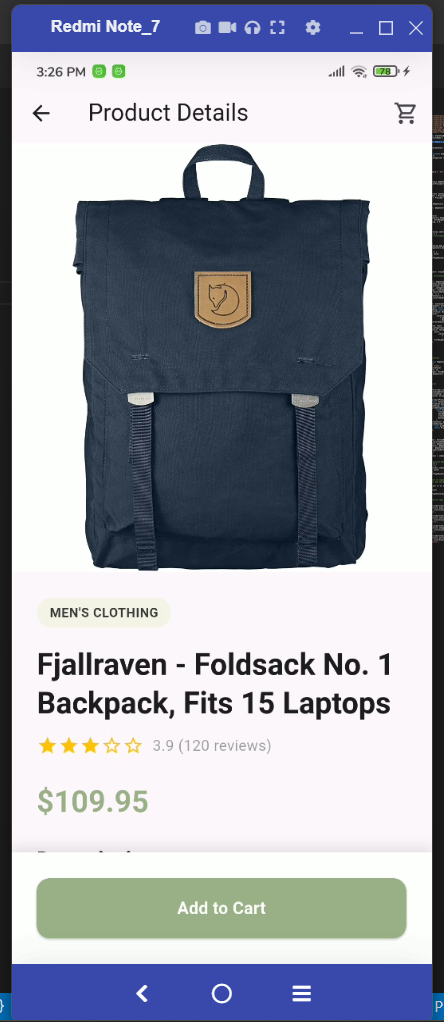 Redmi Note_7
3:26 PM
78
Product Details
MEN'S CLOTHING
Fjallraven - Foldsack No. 1
Backpack, Fits 15 Laptops
3.9 (120 reviews)
$109.95
Add to Cart
}
P